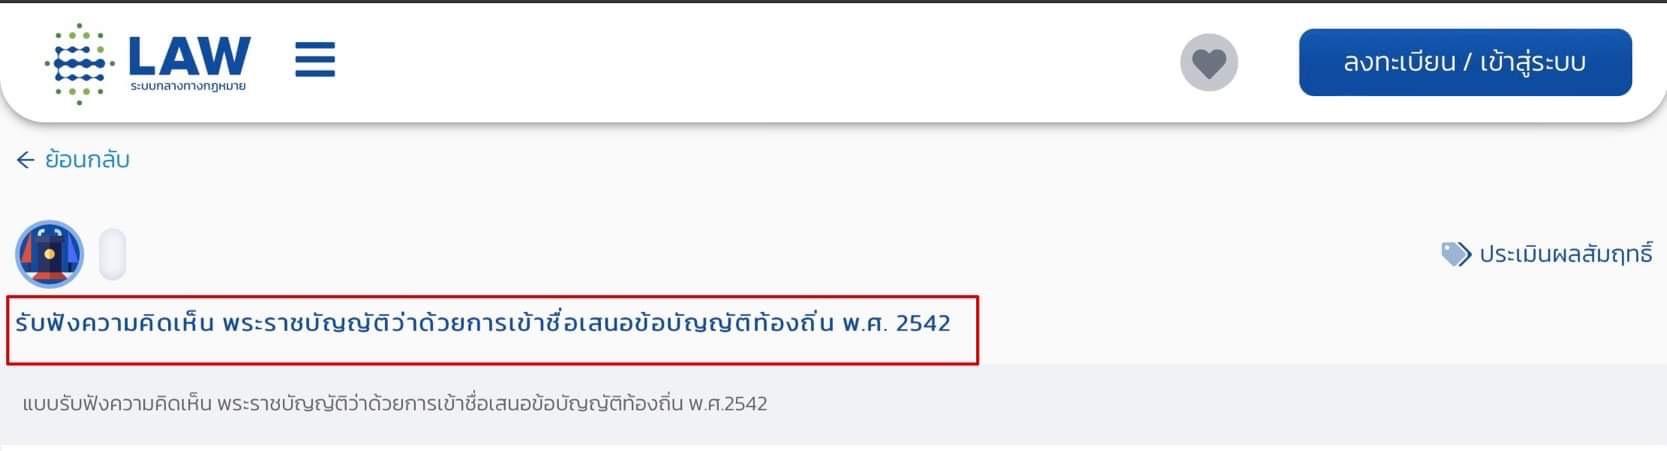 LAW
ระบบกลางทางกฎหมาย
ลงทะเบียน / เข้าสู่ระบบ
← ย้อนกลับ
ประเมินผลสัมฤทธิ์
รับฟังความคิดเห็น พระราชบัญญัติว่าด้วยการเข้าชื่อเสนอข้อบัญญัติท้องถิ่น พ.ศ. 2542
แบบรับฟังความคิดเห็น พระราชบัญญัติว่าด้วยการเข้าชื่อเสนอข้อบัญญัติท้องถิ่น พ.ศ.2542